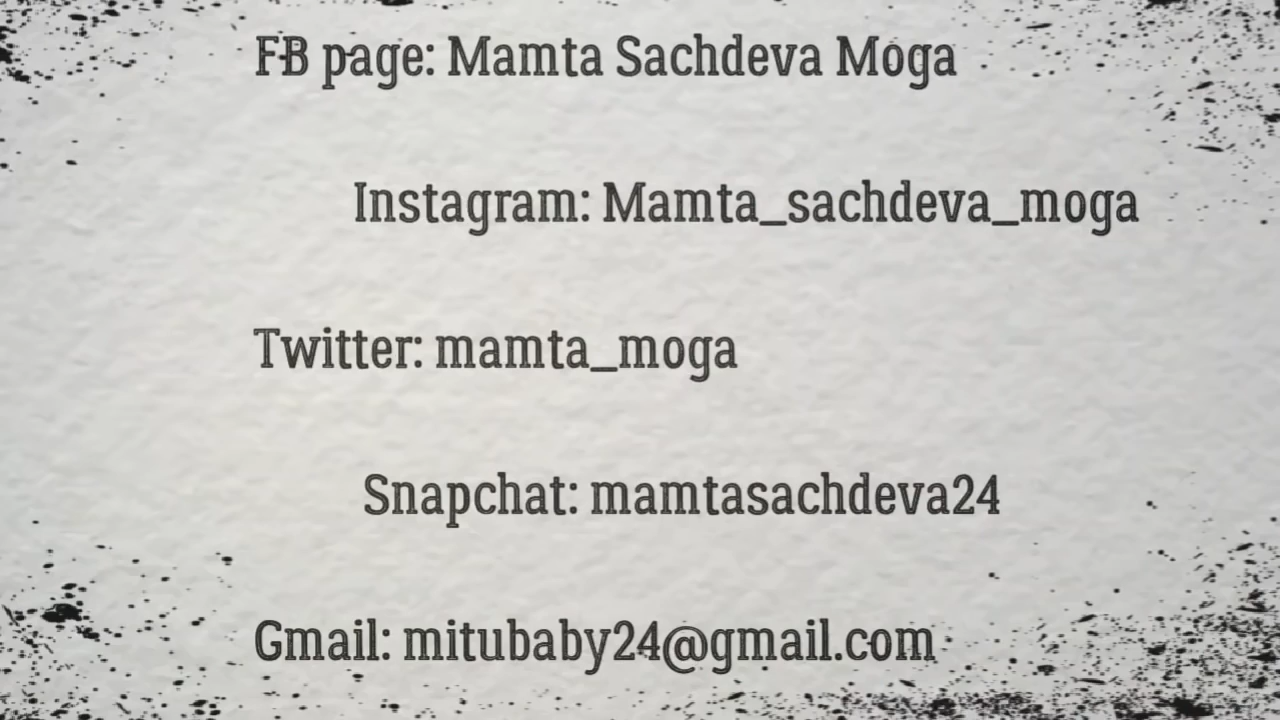 FB page: Mamta Sachdeva Moga
Instagram: Mamta_sachdeva_moga
Twitter: mamta_moga
Snapchat: mamtasachdeva24
Gmail: mitubaby24@gmail.com